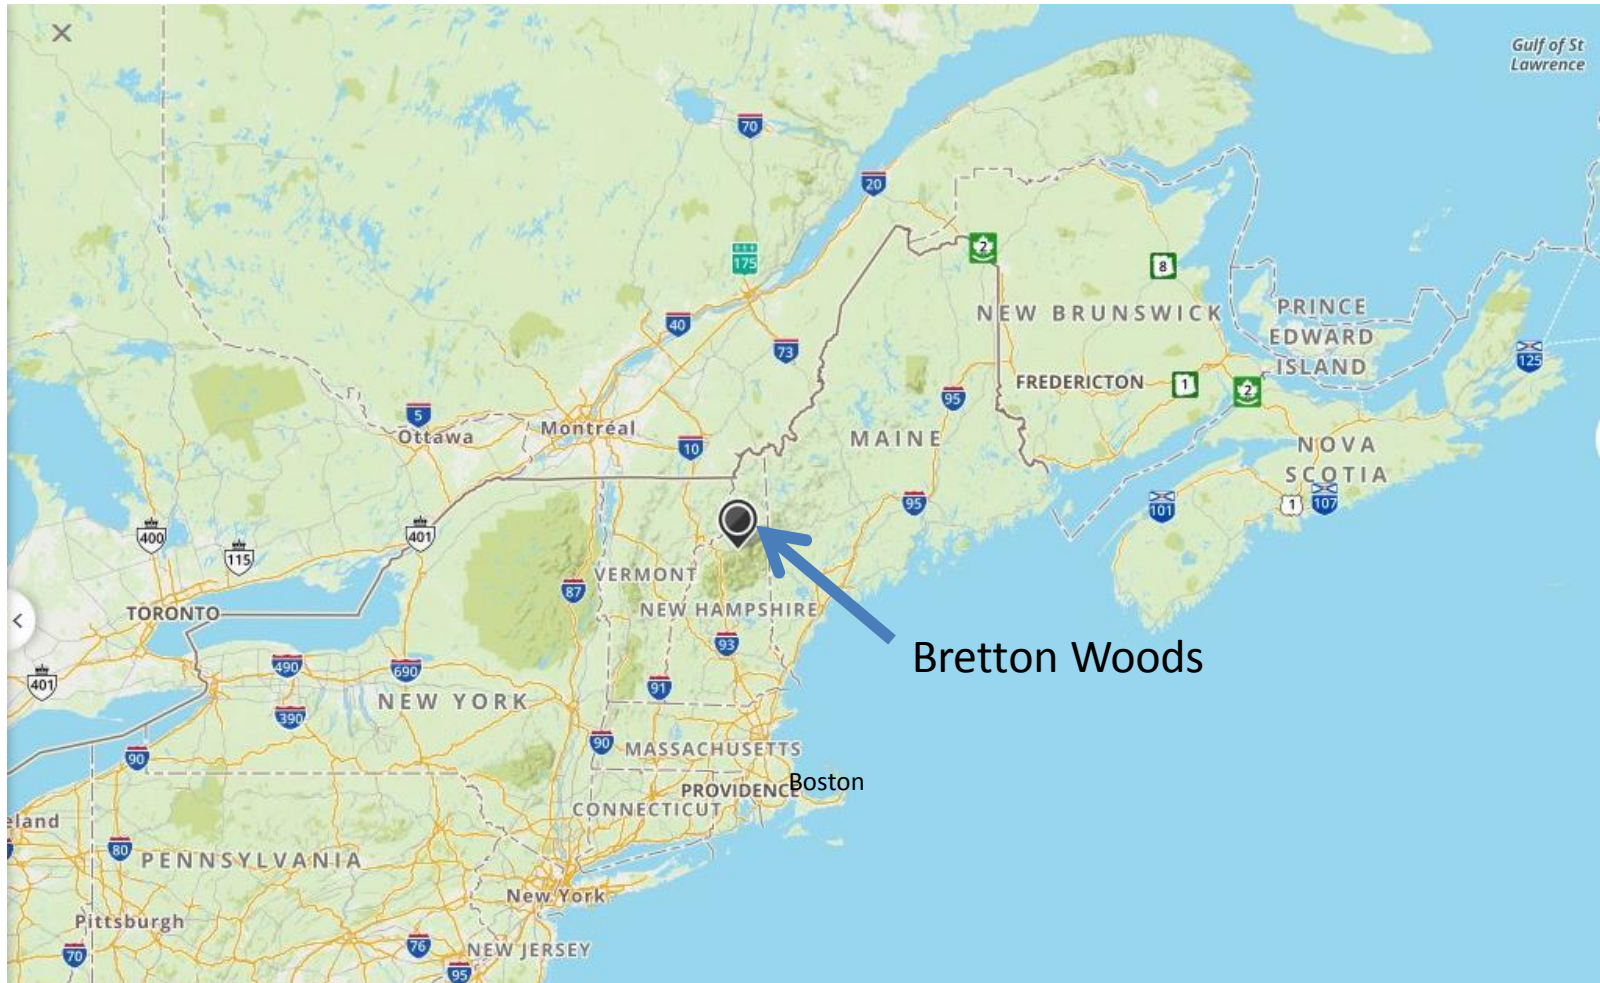 Gulf of St
Lawrence
70
20
175
2
8
NEW BRUNSWICK
PRINCE
EDWARD
ISLAND
40
73
125
FREDERICTON
1
2
95
5
Ottawa
Montréal
10
MAINE
NOVA
SCOTIA
95
101
1
107
400
115
401
87
VERMONT
TORONTO
NEW HAMPSHIRE
93
Bretton Woods
401
490
690
91
390
NEW YORK
90
90
MASSACHUSETTS
PROVIDENCE
Boston
CONNECTICUT
eland
80
PENNSYLVANIA
New York
Pittsburgh
70
76
NEW JERSEY
95